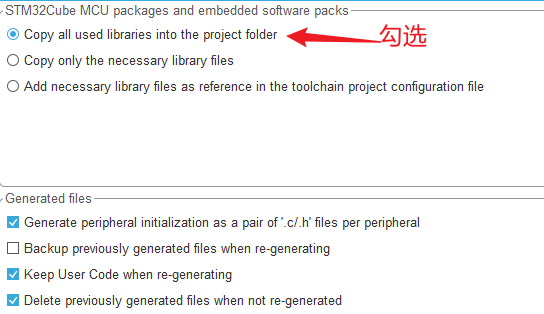 STM32Cube MCU packages and embedded software packs
Copy all used libraries into the project folder
勾选
Copy only the necessary library files
Add necessary library files as reference in the toolchain project configuration file
Generated files
Generate peripheral initialization as a pair of '.c/.h' files per peripheral
Backup previously generated files when re-generating
Keep User Code when re-generating
Delete previously generated files when not re-generated